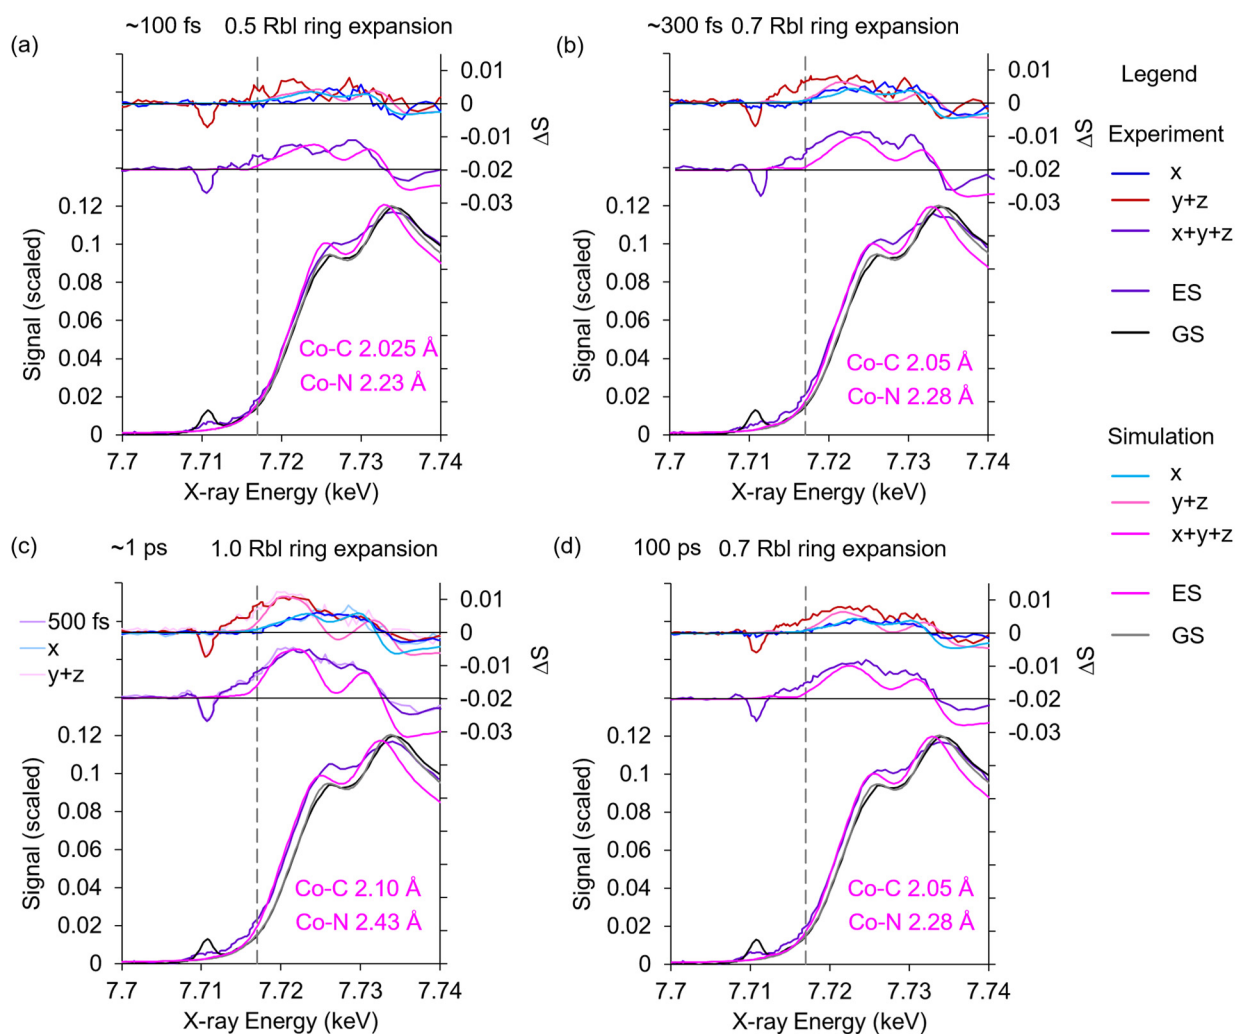 (a)
~100 fs 0.5 Rbl ring expansion
0.01
0
-0.01
-0.02
-0.03
ΔS
0.12
0.1
0.08
0.06
0.04
0.02
0
Signal (scaled)
Co-C 2.025 Å
Co-N 2.23 Å
7.7 7.71 7.72 7.73 7.74
X-ray Energy (keV)
(b)
~300 fs 0.7 Rbl ring expansion
0.01
0
-0.01
-0.02
-0.03
ΔS
0.12
0.1
0.08
0.06
0.04
0.02
0
Signal (scaled)
Co-C 2.05 Å
Co-N 2.28 Å
7.7 7.71 7.72 7.73 7.74
X-ray Energy (keV)
Legend
Experiment
x
y+z
x+y+z
ES
GS
Simulation
x
y+z
x+y+z
ES
GS
(c)
~1 ps 1.0 Rbl ring expansion
500 fs
x
y+z
0.01
0
-0.01
-0.02
-0.03
ΔS
0.12
0.1
0.08
0.06
0.04
0.02
0
Signal (scaled)
Co-C 2.10 Å
Co-N 2.43 Å
7.7 7.71 7.72 7.73 7.74
X-ray Energy (keV)
(d)
100 ps 0.7 Rbl ring expansion
0.01
0
-0.01
-0.02
-0.03
ΔS
0.12
0.1
0.08
0.06
0.04
0.02
0
Signal (scaled)
Co-C 2.05 Å
Co-N 2.28 Å
7.7 7.71 7.72 7.73 7.74
X-ray Energy (keV)